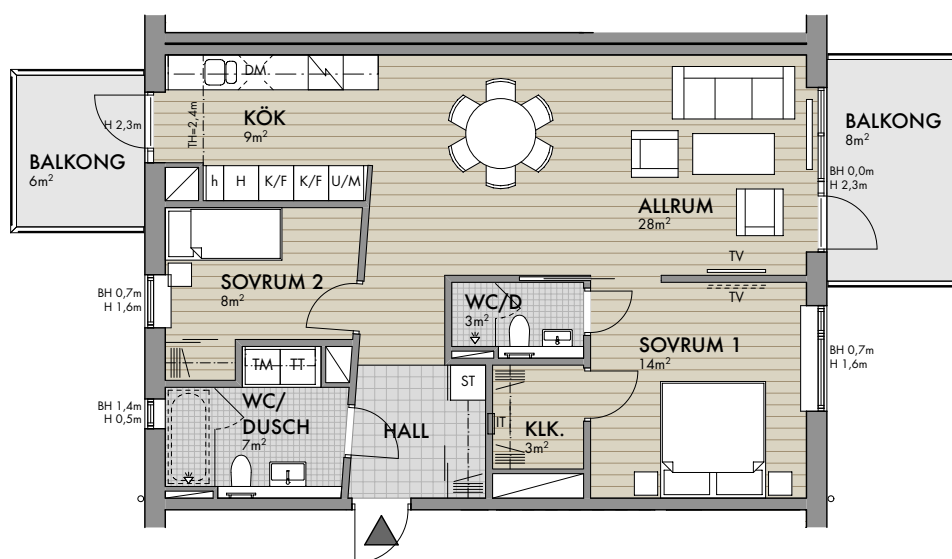 DM
TH=2,4m
KÖK
9m²
H 2,3m
BALKONG
6m²
BALKONG
8m²
BH 0,0m
H 2,3m
h
H
K/F
K/F
U/M
ALLRUM
28m²
TV
TV
SOVRUM 2
8m²
BH 0,7m
H 1,6m
WC/D
3m²
SOVRUM 1
14m²
BH 0,7m
H 1,6m
TM
TT
ST
BH 1,4m
H 0,5m
WC/
DUSCH
7m²
HALL
IT
KLK.
3m²